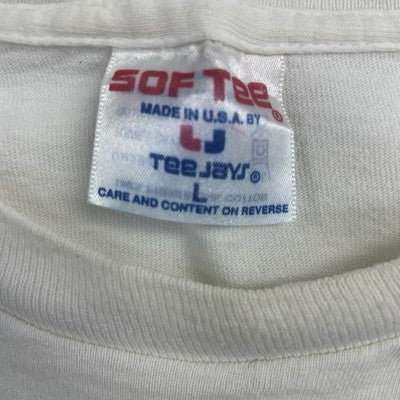 SOF TEE®
MADE IN U.S.A. BY
TEE JAYS®
L
CARE AND CONTENT ON REVERSE